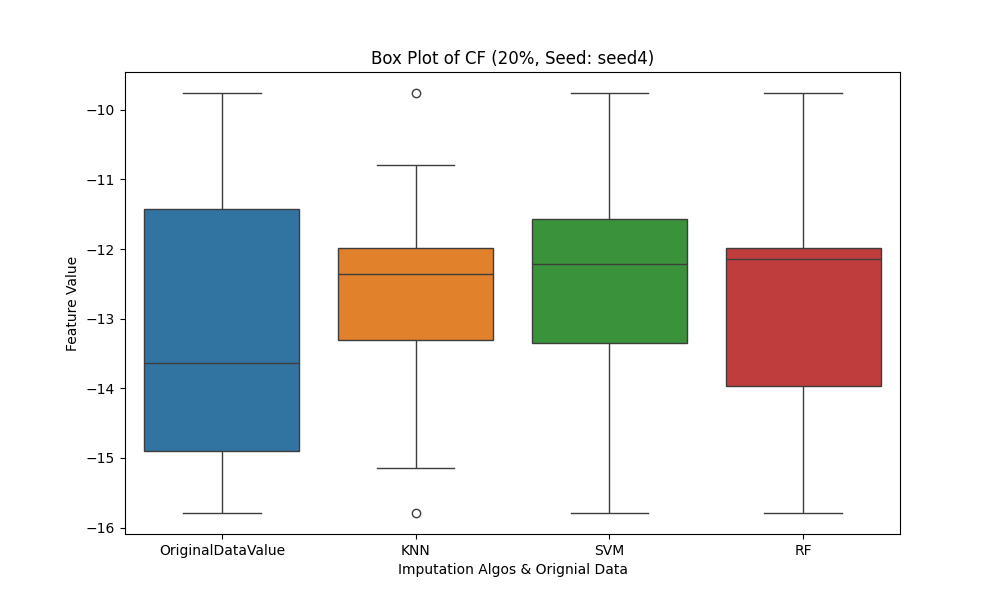 Box Plot of CF (20%, Seed: seed4)
Feature Value
−10
−11
−12
−13
−14
−15
−16
OriginalDataValue
KNN
SVM
RF
Imputation Algos & Orignial Data